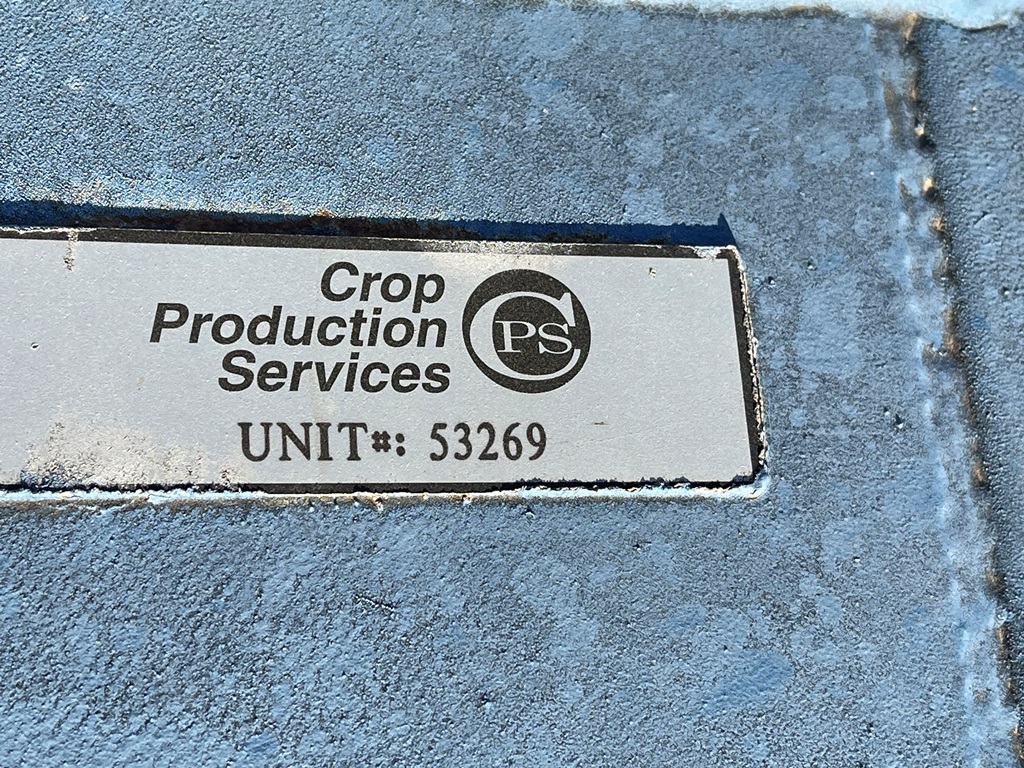 Crop
Production
Services
CPS
UNIT#: 53269